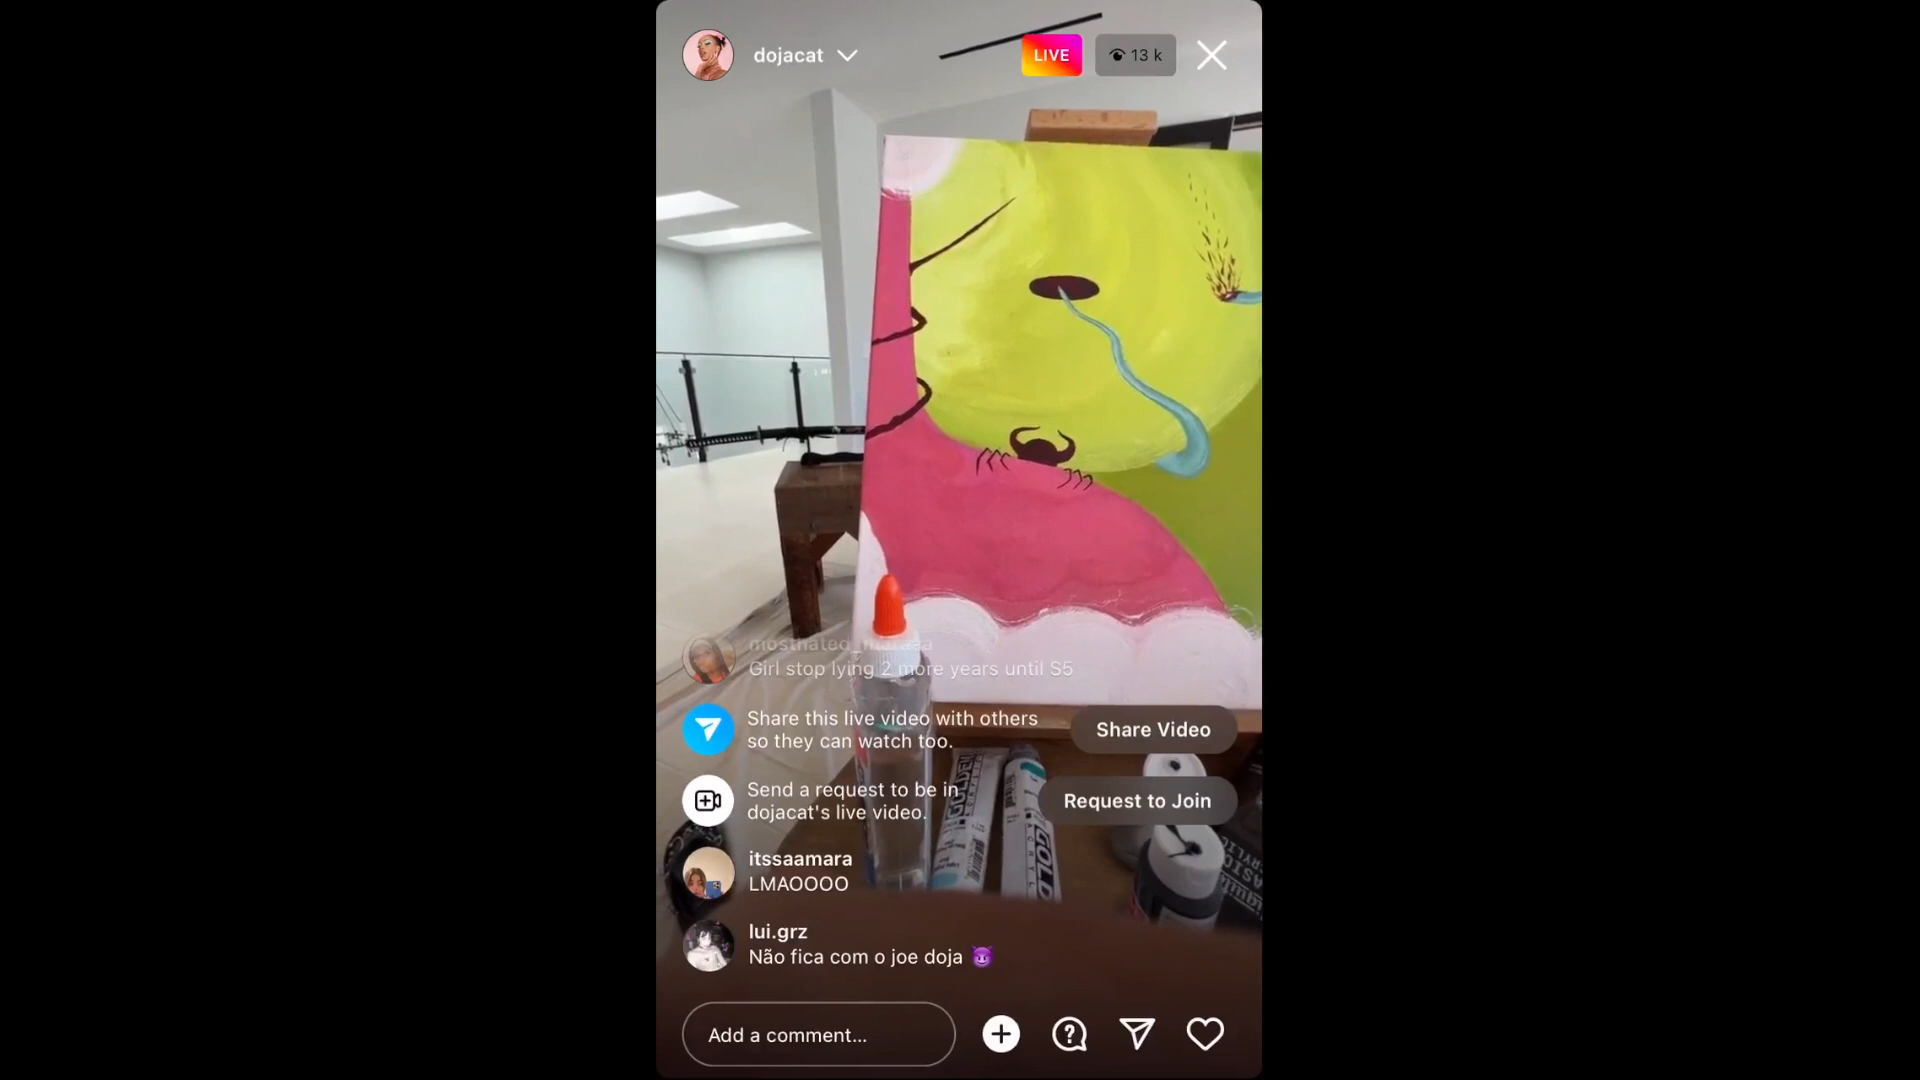 dojacat
LIVE
13 k
Girl stop lying 2 more years until S5
Share this live video with others
so they can watch too.
Share Video
Send a request to be in
dojacat's live video.
Request to Join
GOLDEN
GOLD
itssaamara
LMAOOOO
lui.grz
Não fica com o joe doja 😈
Add a comment...